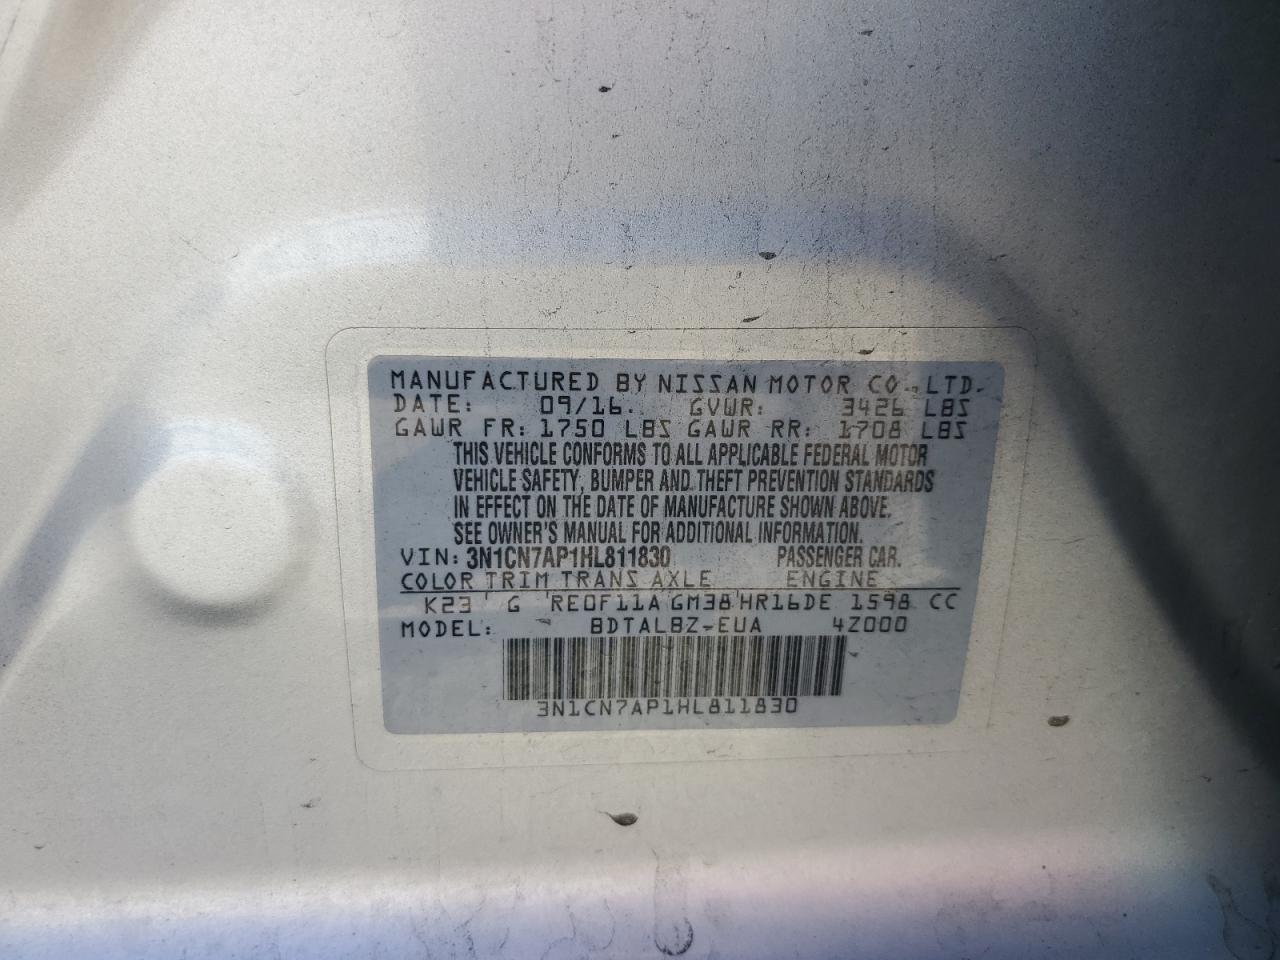 MANUFACTURED BY NISSAN MOTOR CO., LTD.
DATE: 09/16. GVWR: 3426 LBS
GAWR FR: 1750 LBS GAWR RR: 1708 LBS
THIS VEHICLE CONFORMS TO ALL APPLICABLE FEDERAL MOTOR
VEHICLE SAFETY, BUMPER AND THEFT PREVENTION STANDARDS
IN EFFECT ON THE DATE OF MANUFACTURE SHOWN ABOVE.
SEE OWNER'S MANUAL FOR ADDITIONAL INFORMATION.
VIN: 3N1CN7AP1HL811830 PASSENGER CAR.
COLOR TRIM TRANS AXLE ENGINE
K23 G RE0F11A GM38 HR16DE 1598 CC
MODEL: BDTALBZ-EUA 4Z000
3N1CN7AP1HL811830